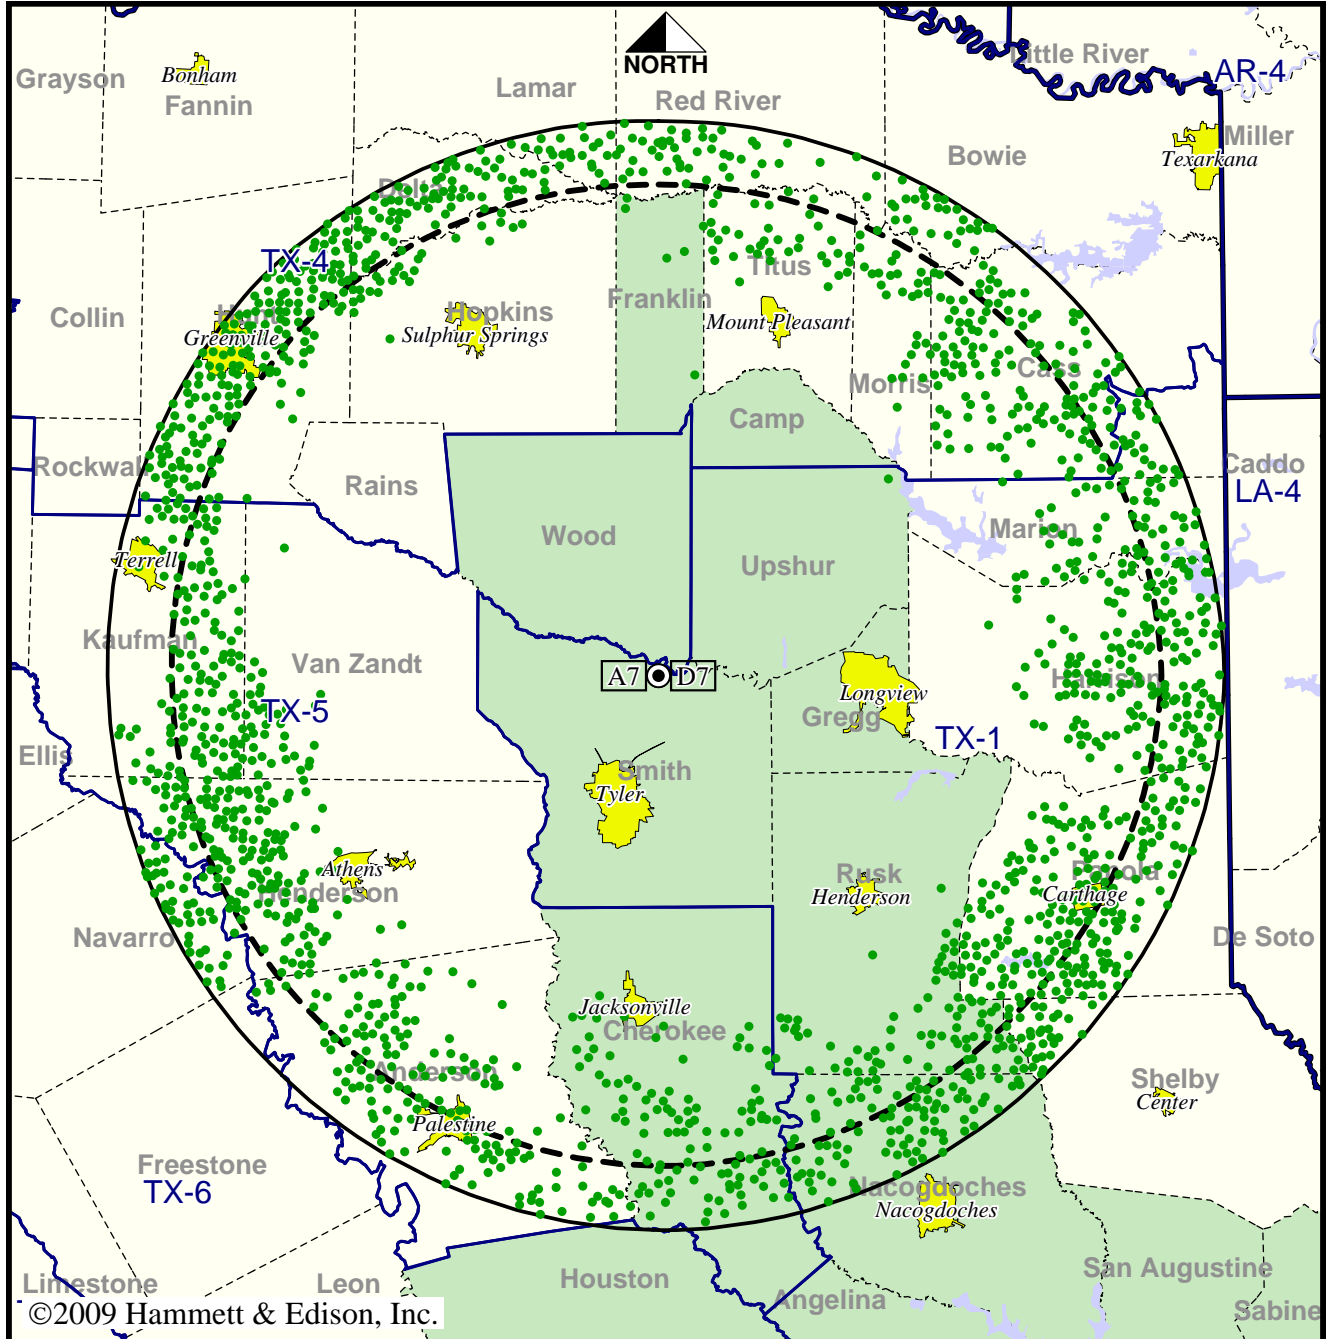 Little River
AR-4
NORTH
Bonham
Grayson
Fannin
Lamar
Red River
Miller
Bowie
Texarkana
Delta
TX-4
Titus
Franklin
Collin
Hunt
Hopkins
Greenville
Sulphur Springs
Mount Pleasant
Cass
Morris
Camp
Rockwall
Rains
Caddo
LA-4
Wood
Marion
Terrell
Upshur
Kaufman
Van Zandt
A7
D7
Harrison
Longview
TX-5
Gregg
TX-1
Ellis
Smith
Tyler
Athens
Henderson
Rusk
Henderson
Panola
Carthage
Navarro
De Soto
Jacksonville
Cherokee
Anderson
Shelby
Center
Palestine
Freestone
TX-6
Nacogdoches
Nacogdoches
Limestone
Leon
Houston
San Augustine
Angelina
Sabine
©2009 Hammett & Edison, Inc.